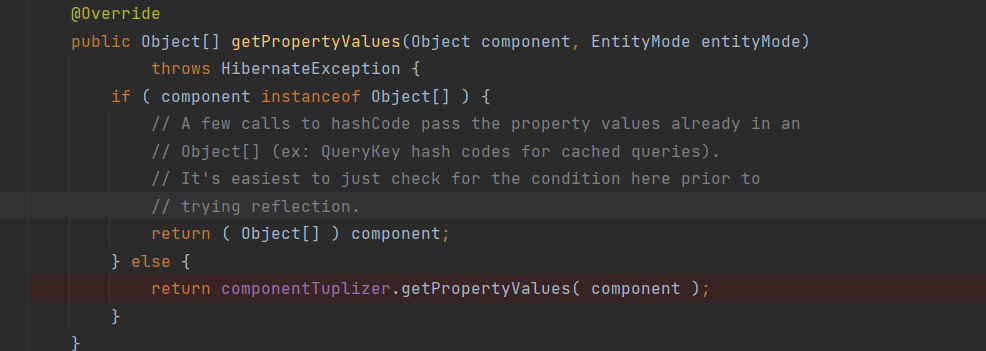 @Override
public Object[] getPropertyValues(Object component, EntityMode entityMode)
throws HibernateException {
if ( component instanceof Object[] ) {
// A few calls to hashCode pass the property values already in an
// Object[] (ex: QueryKey hash codes for cached queries).
// It's easiest to just check for the condition here prior to
// trying reflection.
return ( Object[] ) component;
} else {
return componentTuplizer.getPropertyValues( component );
}
}